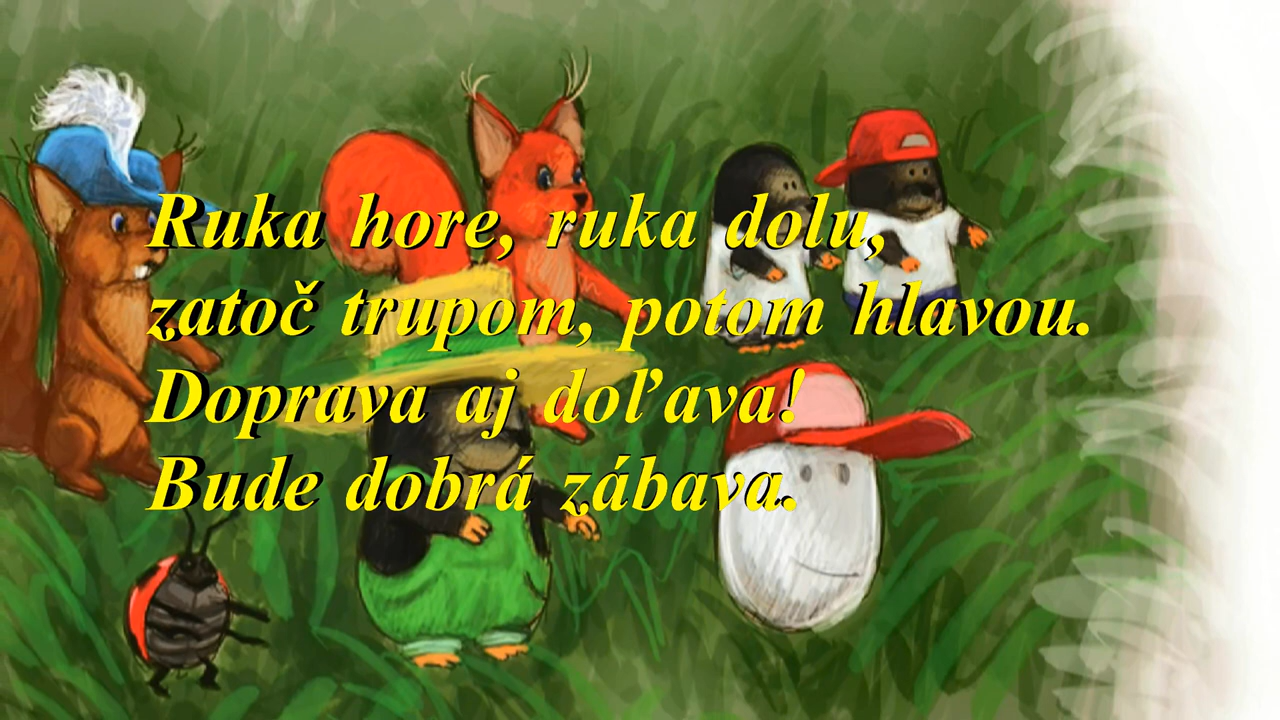 Ruka hore, ruka dolu,
zatoč trupom, potom hlavou.
Doprava aj doľava!
Bude dobrá zábava.